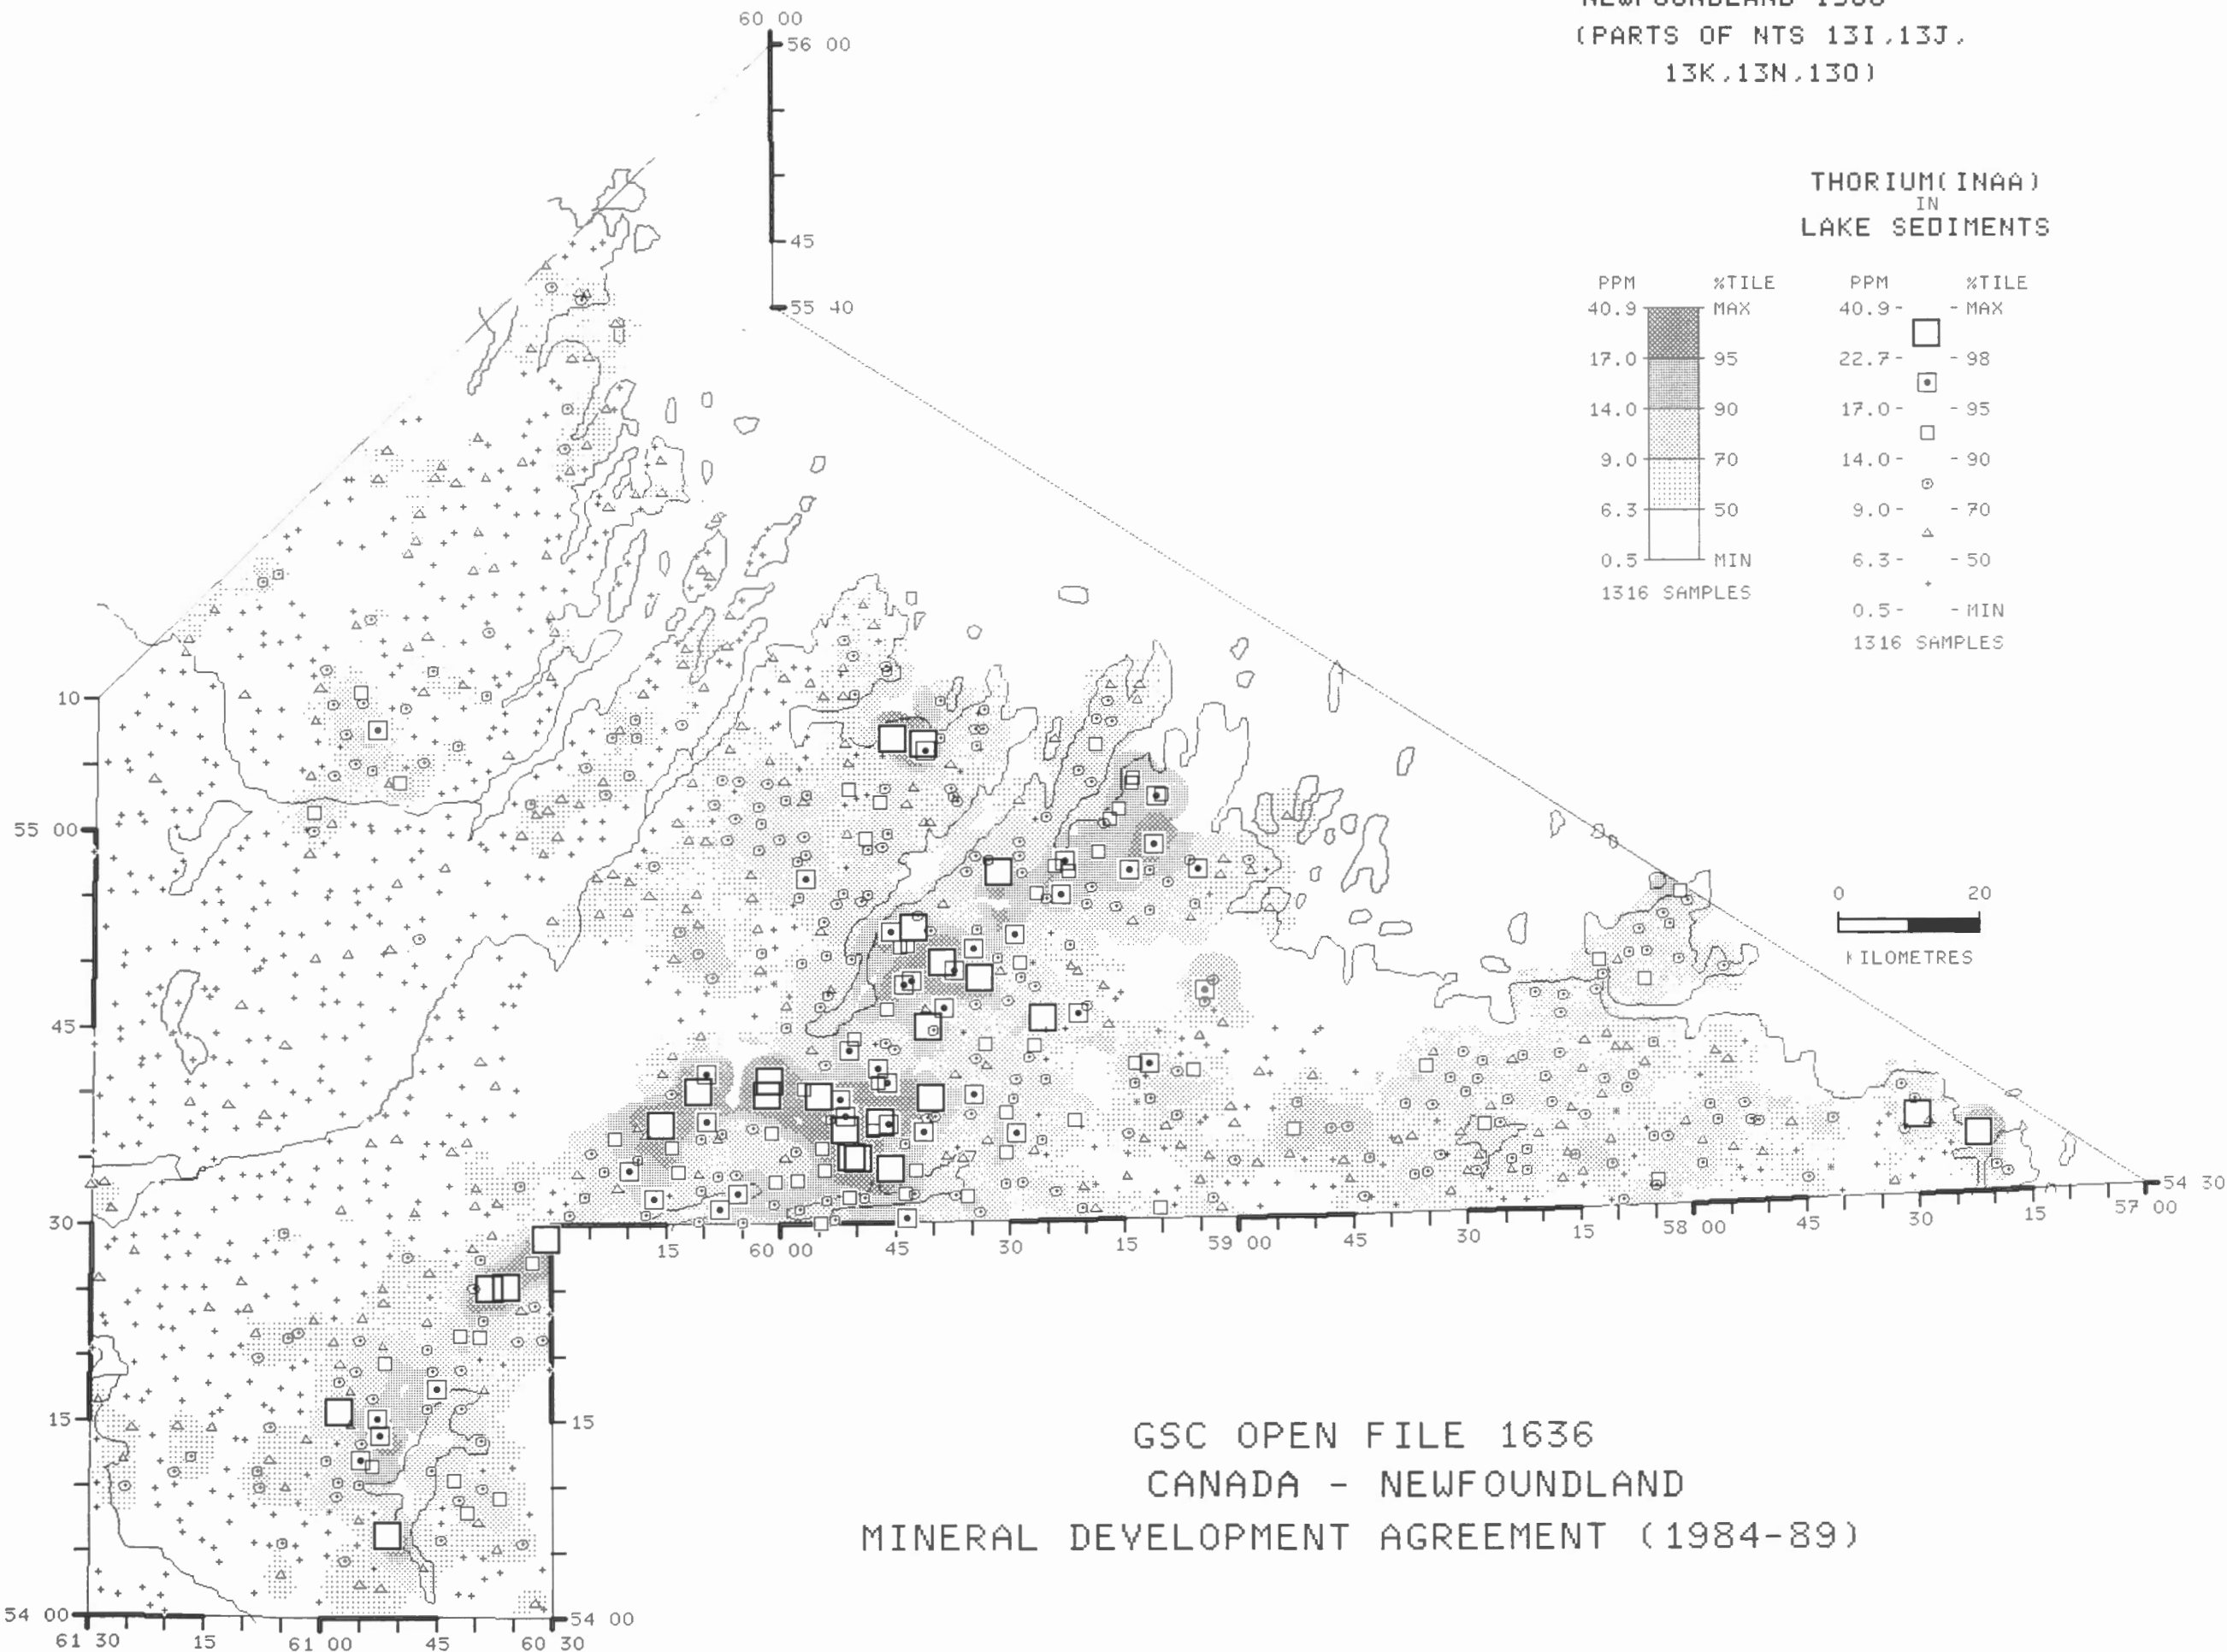 (PARTS OF NTS 13I,13J,
13K,13N,13O)
THORIUM(INAA)
IN
LAKE SEDIMENTS
PPM %TILE
40.9 MAX
17.0 95
14.0 90
9.0 70
6.3 50
0.5 MIN
1316 SAMPLES
PPM %TILE
40.9- - MAX
22.7- - 98
17.0- - 95
14.0- - 90
9.0- - 70
6.3- - 50
0.5- - MIN
1316 SAMPLES
60 00
56 00
45
55 40
10
55 00
45
30
15
54 00
0 20
KILOMETRES
54 30
57 00
15
30
45
58 00
15
30
45
59 00
15
30
45
60 00
15
15
54 00
61 30 15 61 00 45 60 30
GSC OPEN FILE 1636
CANADA - NEWFOUNDLAND
MINERAL DEVELOPMENT AGREEMENT (1984-89)